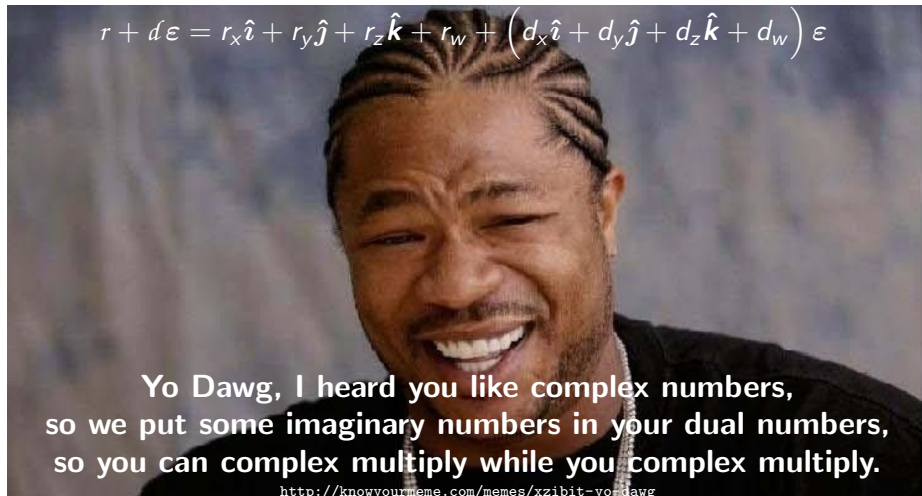 r + dε = r_x î + r_y ĵ + r_z k̂ + r_w + (d_x î + d_y ĵ + d_z k̂ + d_w) ε
Yo Dawg, I heard you like complex numbers,
so we put some imaginary numbers in your dual numbers,
so you can complex multiply while you complex multiply.
http://knowyourmeme.com/memes/xzibit-yo-dawg